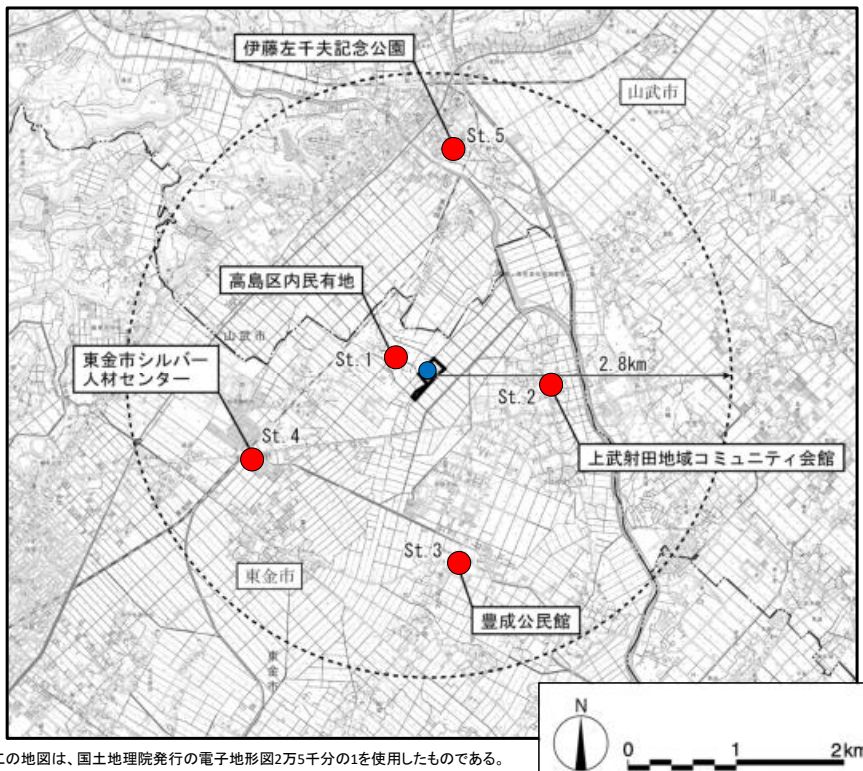 伊藤左千夫記念公園
山武市
St. 5
高島区内民有地
山武市
St. 1
2.8km
東金市シルバー
人材センター
St. 2
St. 4
上武射田地域コミュニティ会館
St. 3
東金市
豊成公民館
東金市
この地図は、国土地理院発行の電子地形図2万5千分の1を使用したものである。
N
0 1 2km